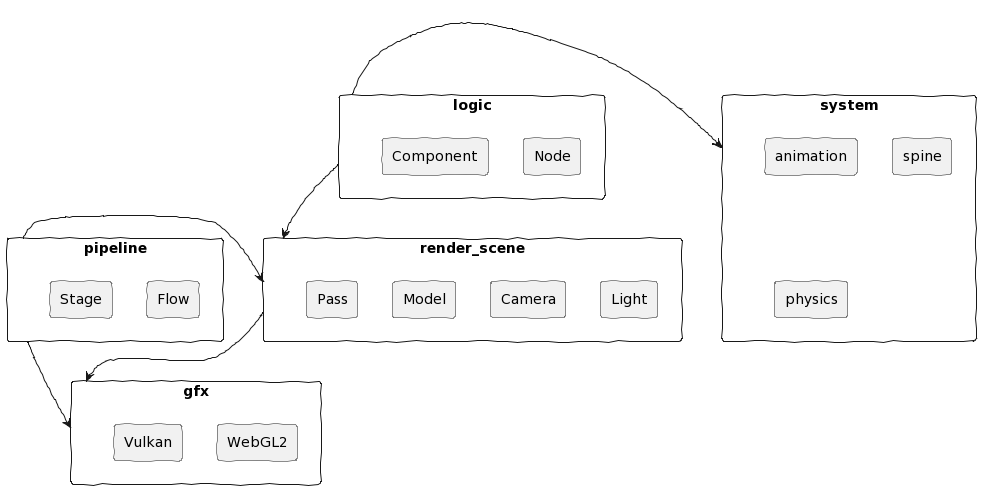 logic
Component
Node
system
animation
spine
physics
pipeline
Stage
Flow
render_scene
Pass
Model
Camera
Light
gfx
Vulkan
WebGL2